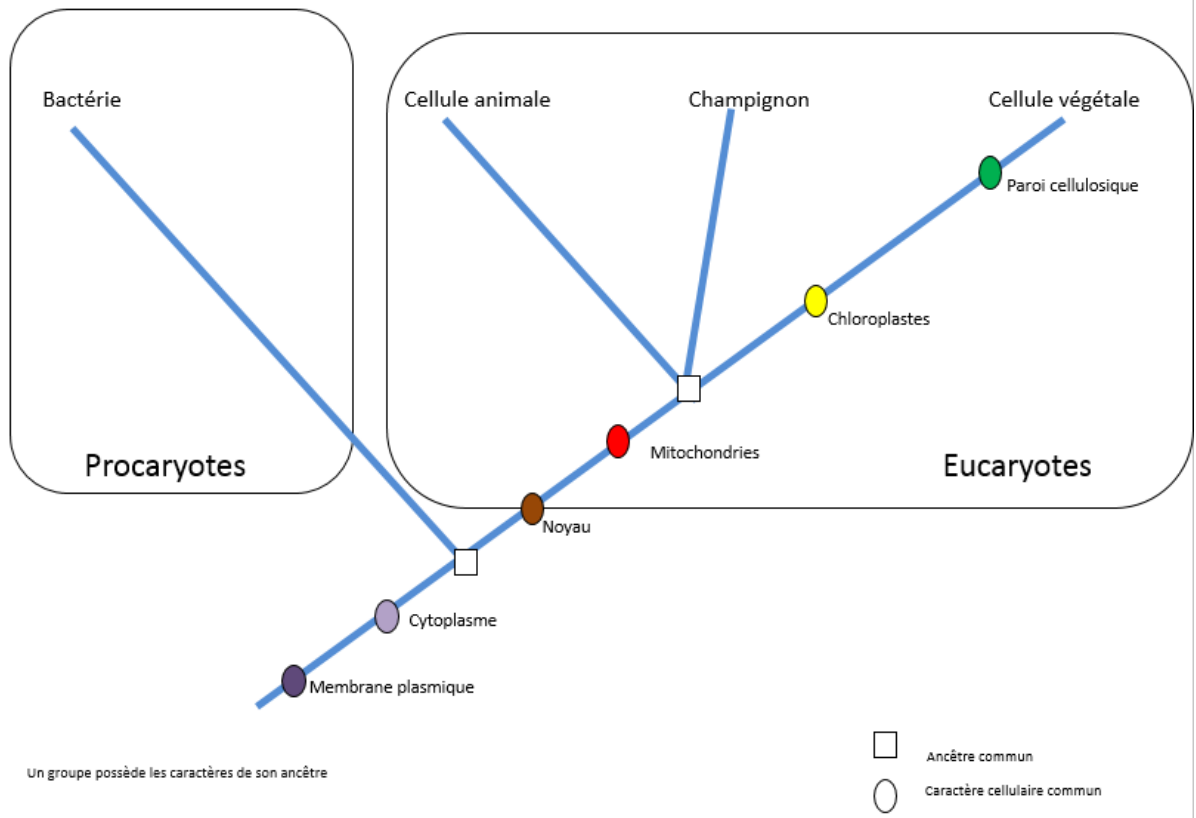 Bactérie
Cellule animale
Champignon
Cellule végétale
Paroi cellulosique
Chloroplastes
Mitochondries
Procaryotes
Eucaryotes
Noyau
Cytoplasme
Membrane plasmique
Un groupe possède les caractères de son ancêtre
Ancêtre commun
Caractère cellulaire commun